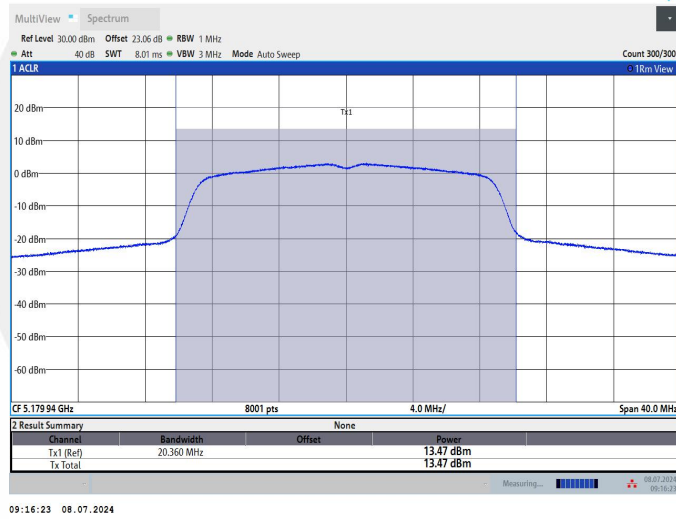 MultiView Spectrum
Ref Level 30.00 dBm Offset 23.06 dB RBW 1 MHz
Att 40 dB SWT 8.01 ms VBW 3 MHz Mode Auto Sweep Count 300/300
1 ACLR 1Rm View
Tx1
20 dBm
10 dBm
0 dBm
-10 dBm
-20 dBm
-30 dBm
-40 dBm
-50 dBm
-60 dBm
CF 5.179 94 GHz 8001 pts 4.0 MHz/ Span 40.0 MHz
2 Result Summary None
Channel Bandwidth Offset Power
Tx1 (Ref) 20.360 MHz 13.47 dBm
Tx Total 13.47 dBm
Measuring... 08.07.2024
09:16:23
09:16:23 08.07.2024